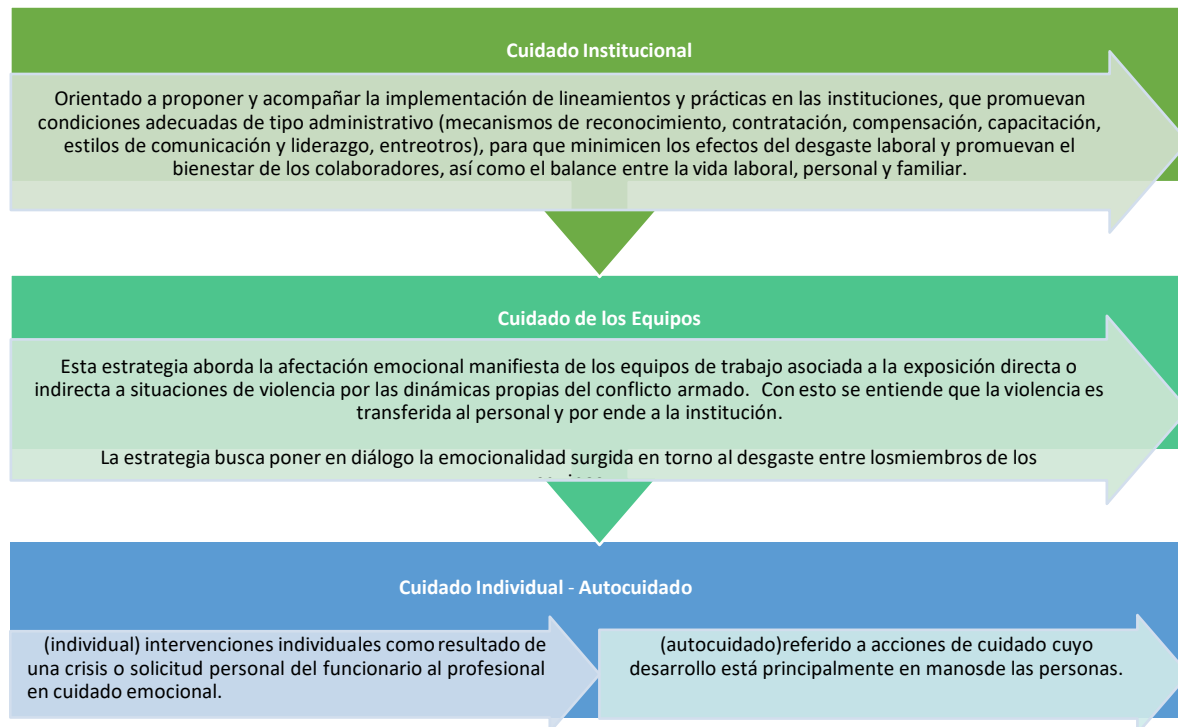 Cuidado Institucional
Orientado a proponer y acompañar la implementación de lineamientos y prácticas en las instituciones, que promuevan
condiciones adecuadas de tipo administrativo (mecanismos de reconocimiento, contratación, compensación, capacitación,
estilos de comunicación y liderazgo, entreotros), para que minimicen los efectos del desgaste laboral y promuevan el
bienestar de los colaboradores, así como el balance entre la vida laboral, personal y familiar.
Cuidado de los Equipos
Esta estrategia aborda la afectación emocional manifiesta de los equipos de trabajo asociada a la exposición directa o
indirecta a situaciones de violencia por las dinámicas propias del conflicto armado. Con esto se entiende que la violencia es
transferida al personal y por ende a la institución.
La estrategia busca poner en diálogo la emocionalidad surgida en torno al desgaste entre losmiembros de los
Cuidado Individual - Autocuidado
(individual) intervenciones individuales como resultado de
una crisis o solicitud personal del funcionario al profesional
en cuidado emocional.
(autocuidado)referido a acciones de cuidado cuyo
desarrollo está principalmente en manosde las personas.